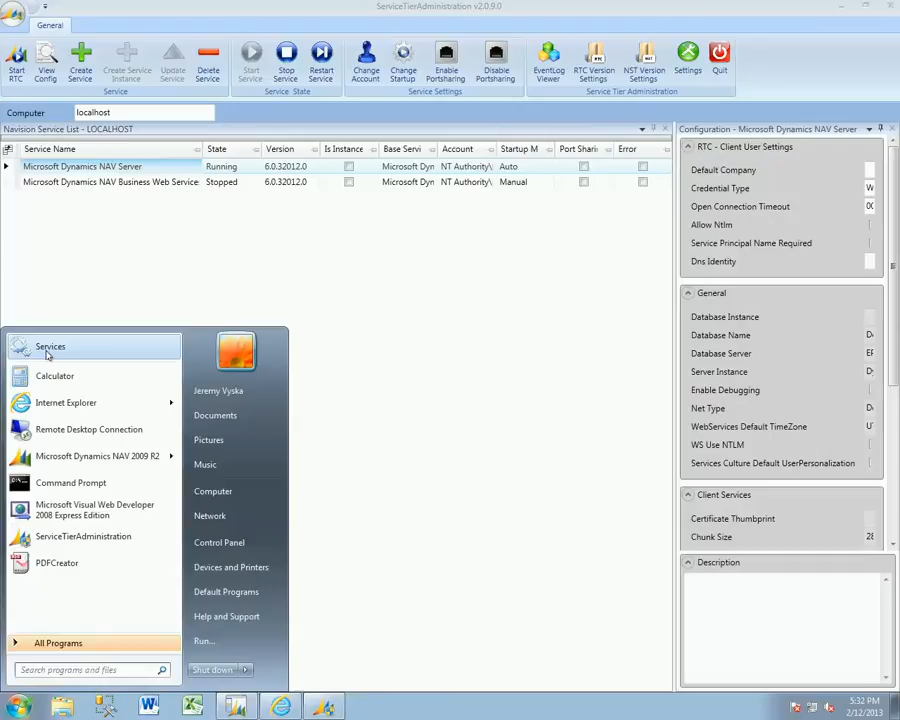 ServiceTierAdministration v2.0.9.0
General
Start RTC
View Config
Create Service
Create Service Instance
Update Service
Delete Service
Start Service
Stop Service
Restart Service
Change Account
Change Startup
Enable Portsharing
Disable Portsharing
EventLog Viewer
RTC Version Settings
NST Version Settings
Settings
Quit
Service
Service State
Service Settings
Service Tier Administration
Computer localhost
Navision Service List - LOCALHOST
Service Name State Version Is Instance Base Servi Account Startup M Port Shari Error
Microsoft Dynamics NAV Server Running 6.0.32012.0 Microsoft Dyn NT Authority\ Auto
Microsoft Dynamics NAV Business Web Service Stopped 6.0.32012.0 Microsoft Dyn NT Authority\ Manual
Configuration - Microsoft Dynamics NAV Server
RTC - Client User Settings
Default Company
Credential Type W
Open Connection Timeout 00
Allow Ntlm
Service Principal Name Required
Dns Identity
General
Database Instance
Database Name De
Database Server
Server Instance
Enable Debugging
Net Type
WebServices Default TimeZone
WS Use NTLM
Services Culture Default UserPersonalization
Client Services
Certificate Thumbprint
Chunk Size 28
Description
Services
Calculator
Internet Explorer
Remote Desktop Connection
Microsoft Dynamics NAV 2009 R2
Command Prompt
Microsoft Visual Web Developer
2008 Express Edition
ServiceTierAdministration
PDFCreator
All Programs
Search programs and files
Jeremy Vyska
Documents
Pictures
Music
Computer
Network
Control Panel
Devices and Printers
Default Programs
Help and Support
Run...
Shut down
5:32 PM
2/12/2013